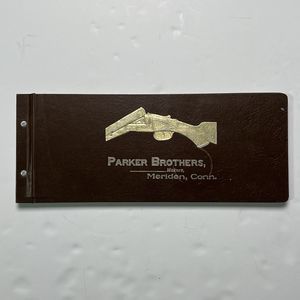 PARKER BROTHERS,
Makers,
Meriden, Conn.